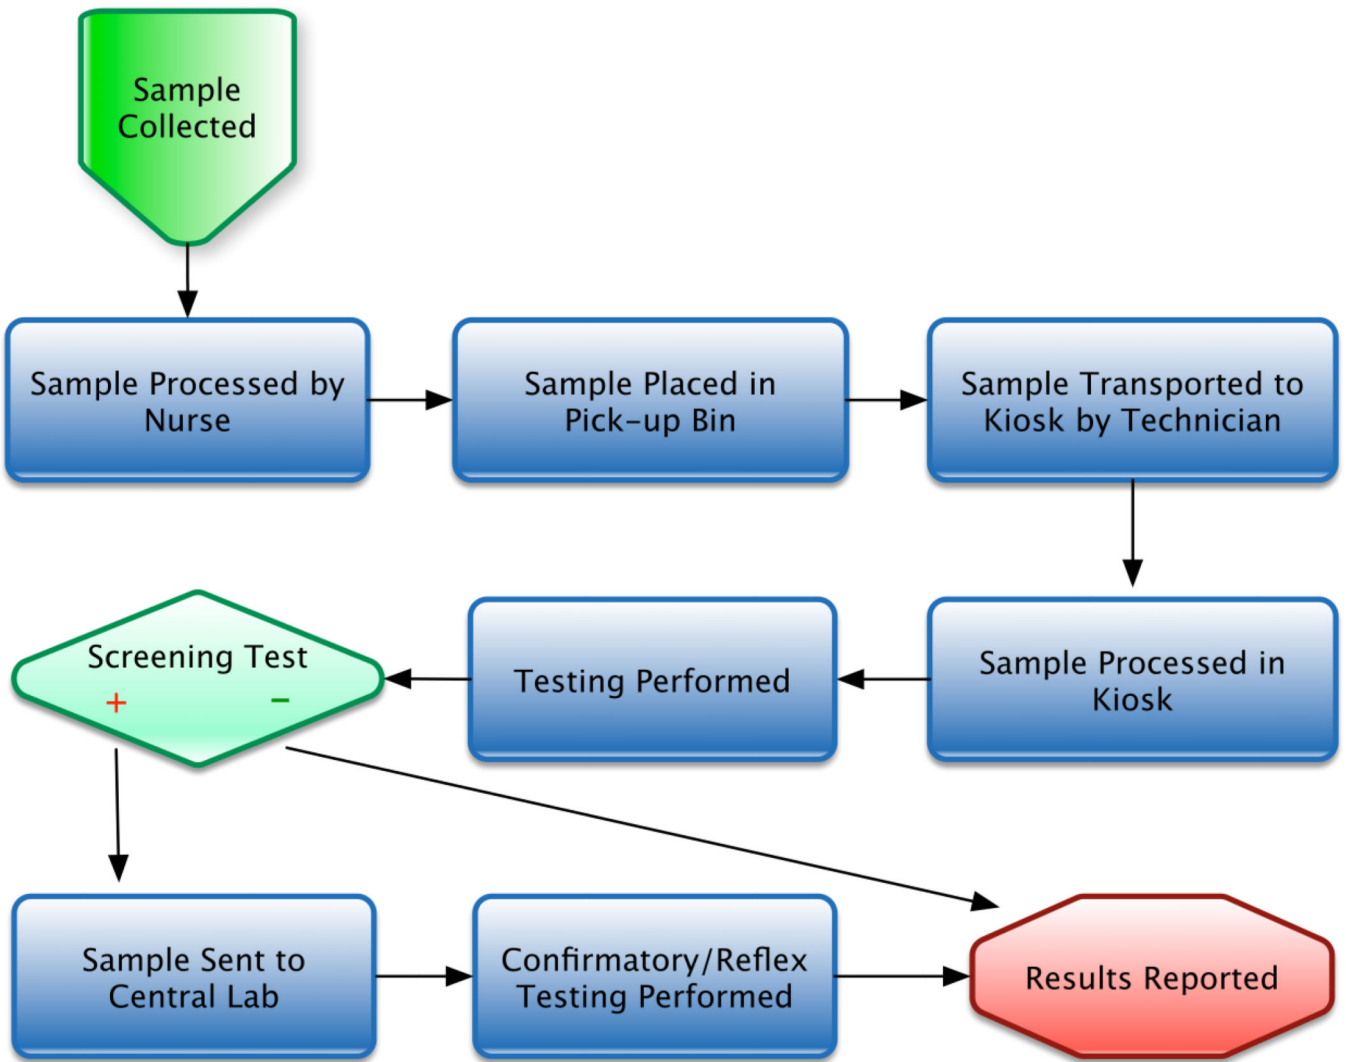 Sample
Collected
Sample Processed by
Nurse
Sample Placed in
Pick-up Bin
Sample Transported to
Kiosk by Technician
Sample Processed in
Kiosk
Testing Performed
Screening Test
+ −
Sample Sent to
Central Lab
Confirmatory/Reflex
Testing Performed
Results Reported